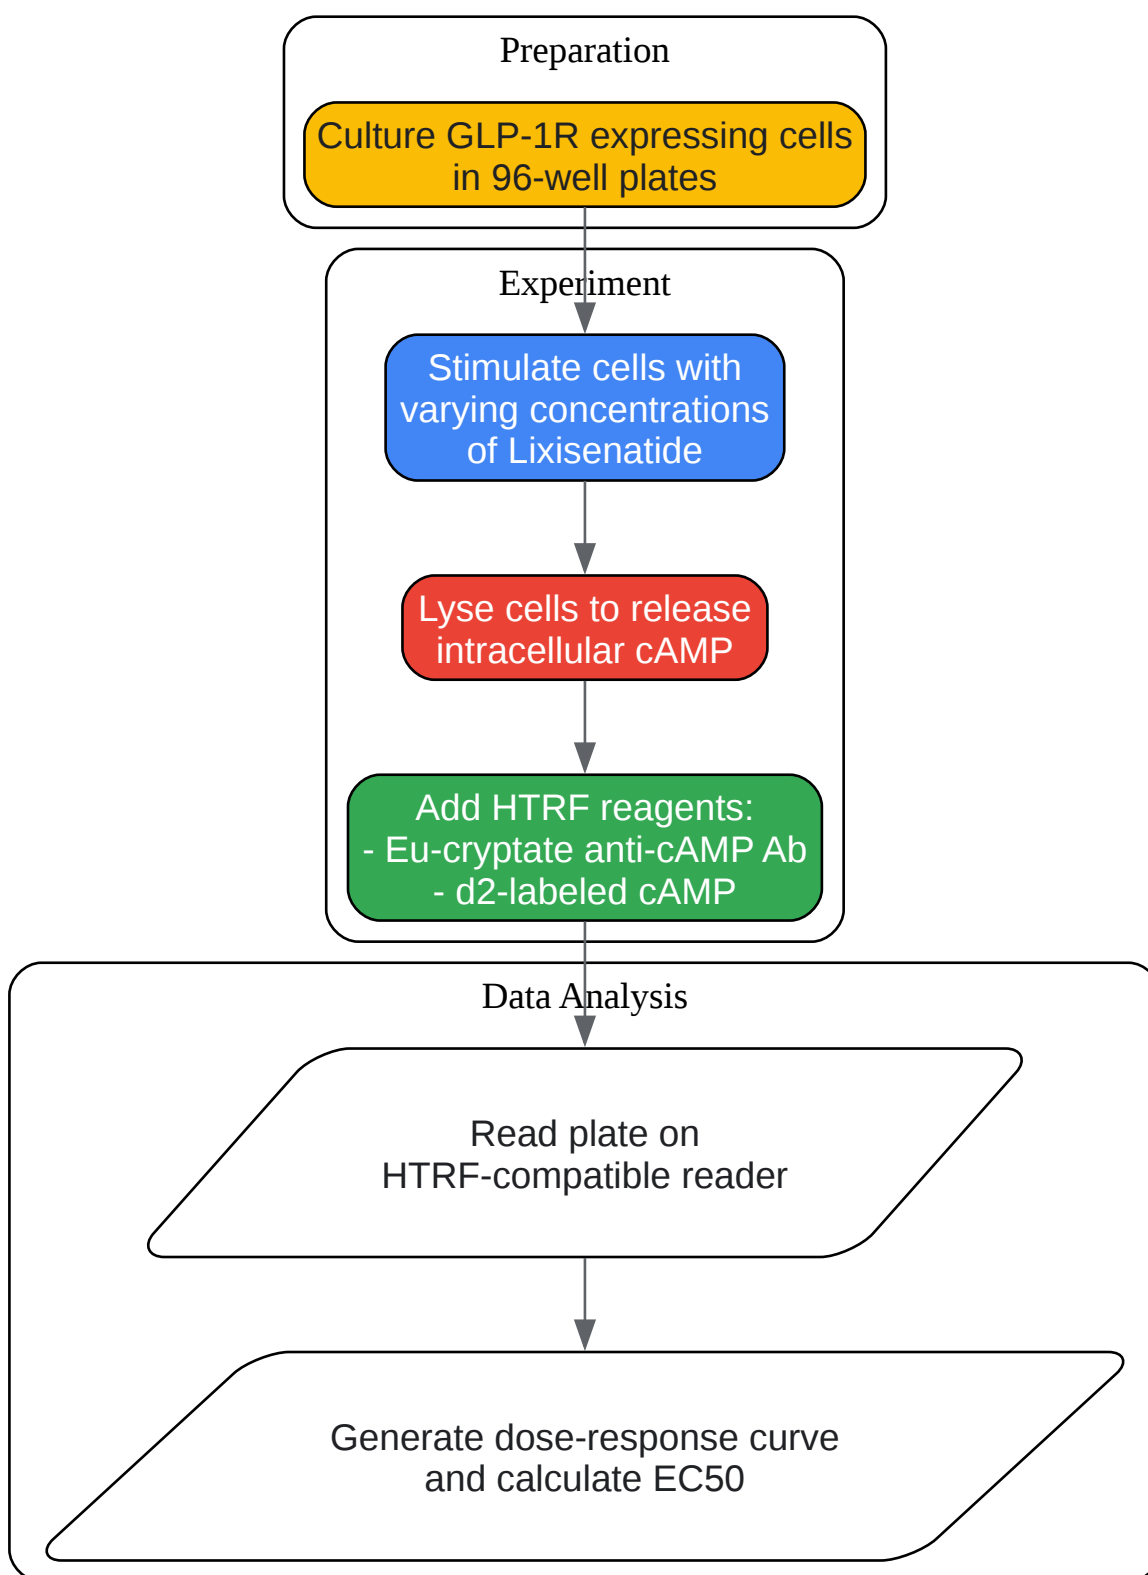 Preparation
Culture GLP-1R expressing cells
in 96-well plates
Experiment
Stimulate cells with
varying concentrations
of Lixisenatide
Lyse cells to release
intracellular cAMP
Add HTRF reagents:
- Eu-cryptate anti-cAMP Ab
- d2-labeled cAMP
Data Analysis
Read plate on
HTRF-compatible reader
Generate dose-response curve
and calculate EC50